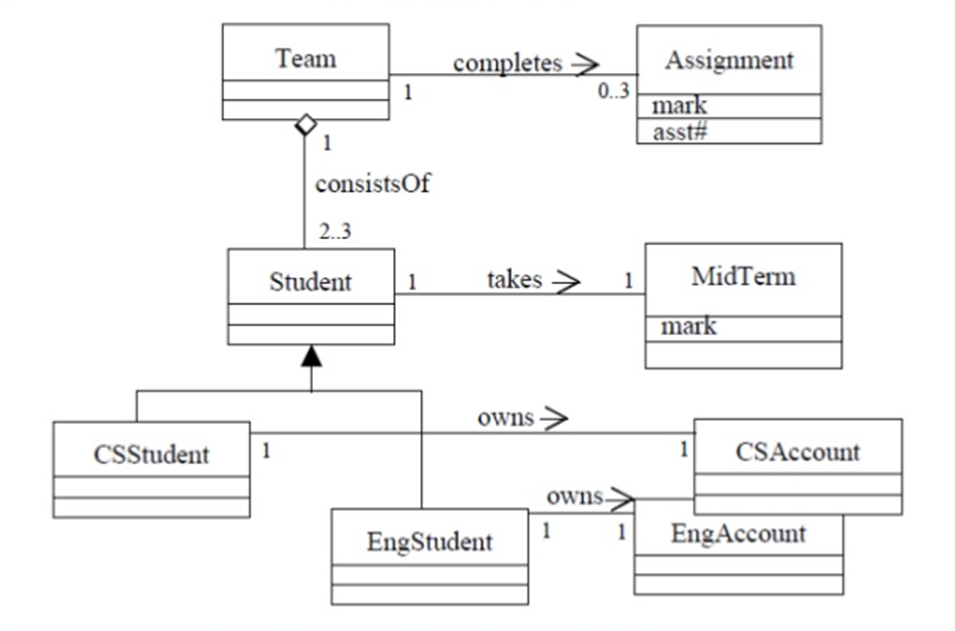 Team
completes
Assignment
1
0..3
mark
asst#
1
consistsOf
2..3
Student
1
takes
1
MidTerm
mark
owns
CSStudent
1
1
CSAccount
owns
EngStudent
1
1
EngAccount